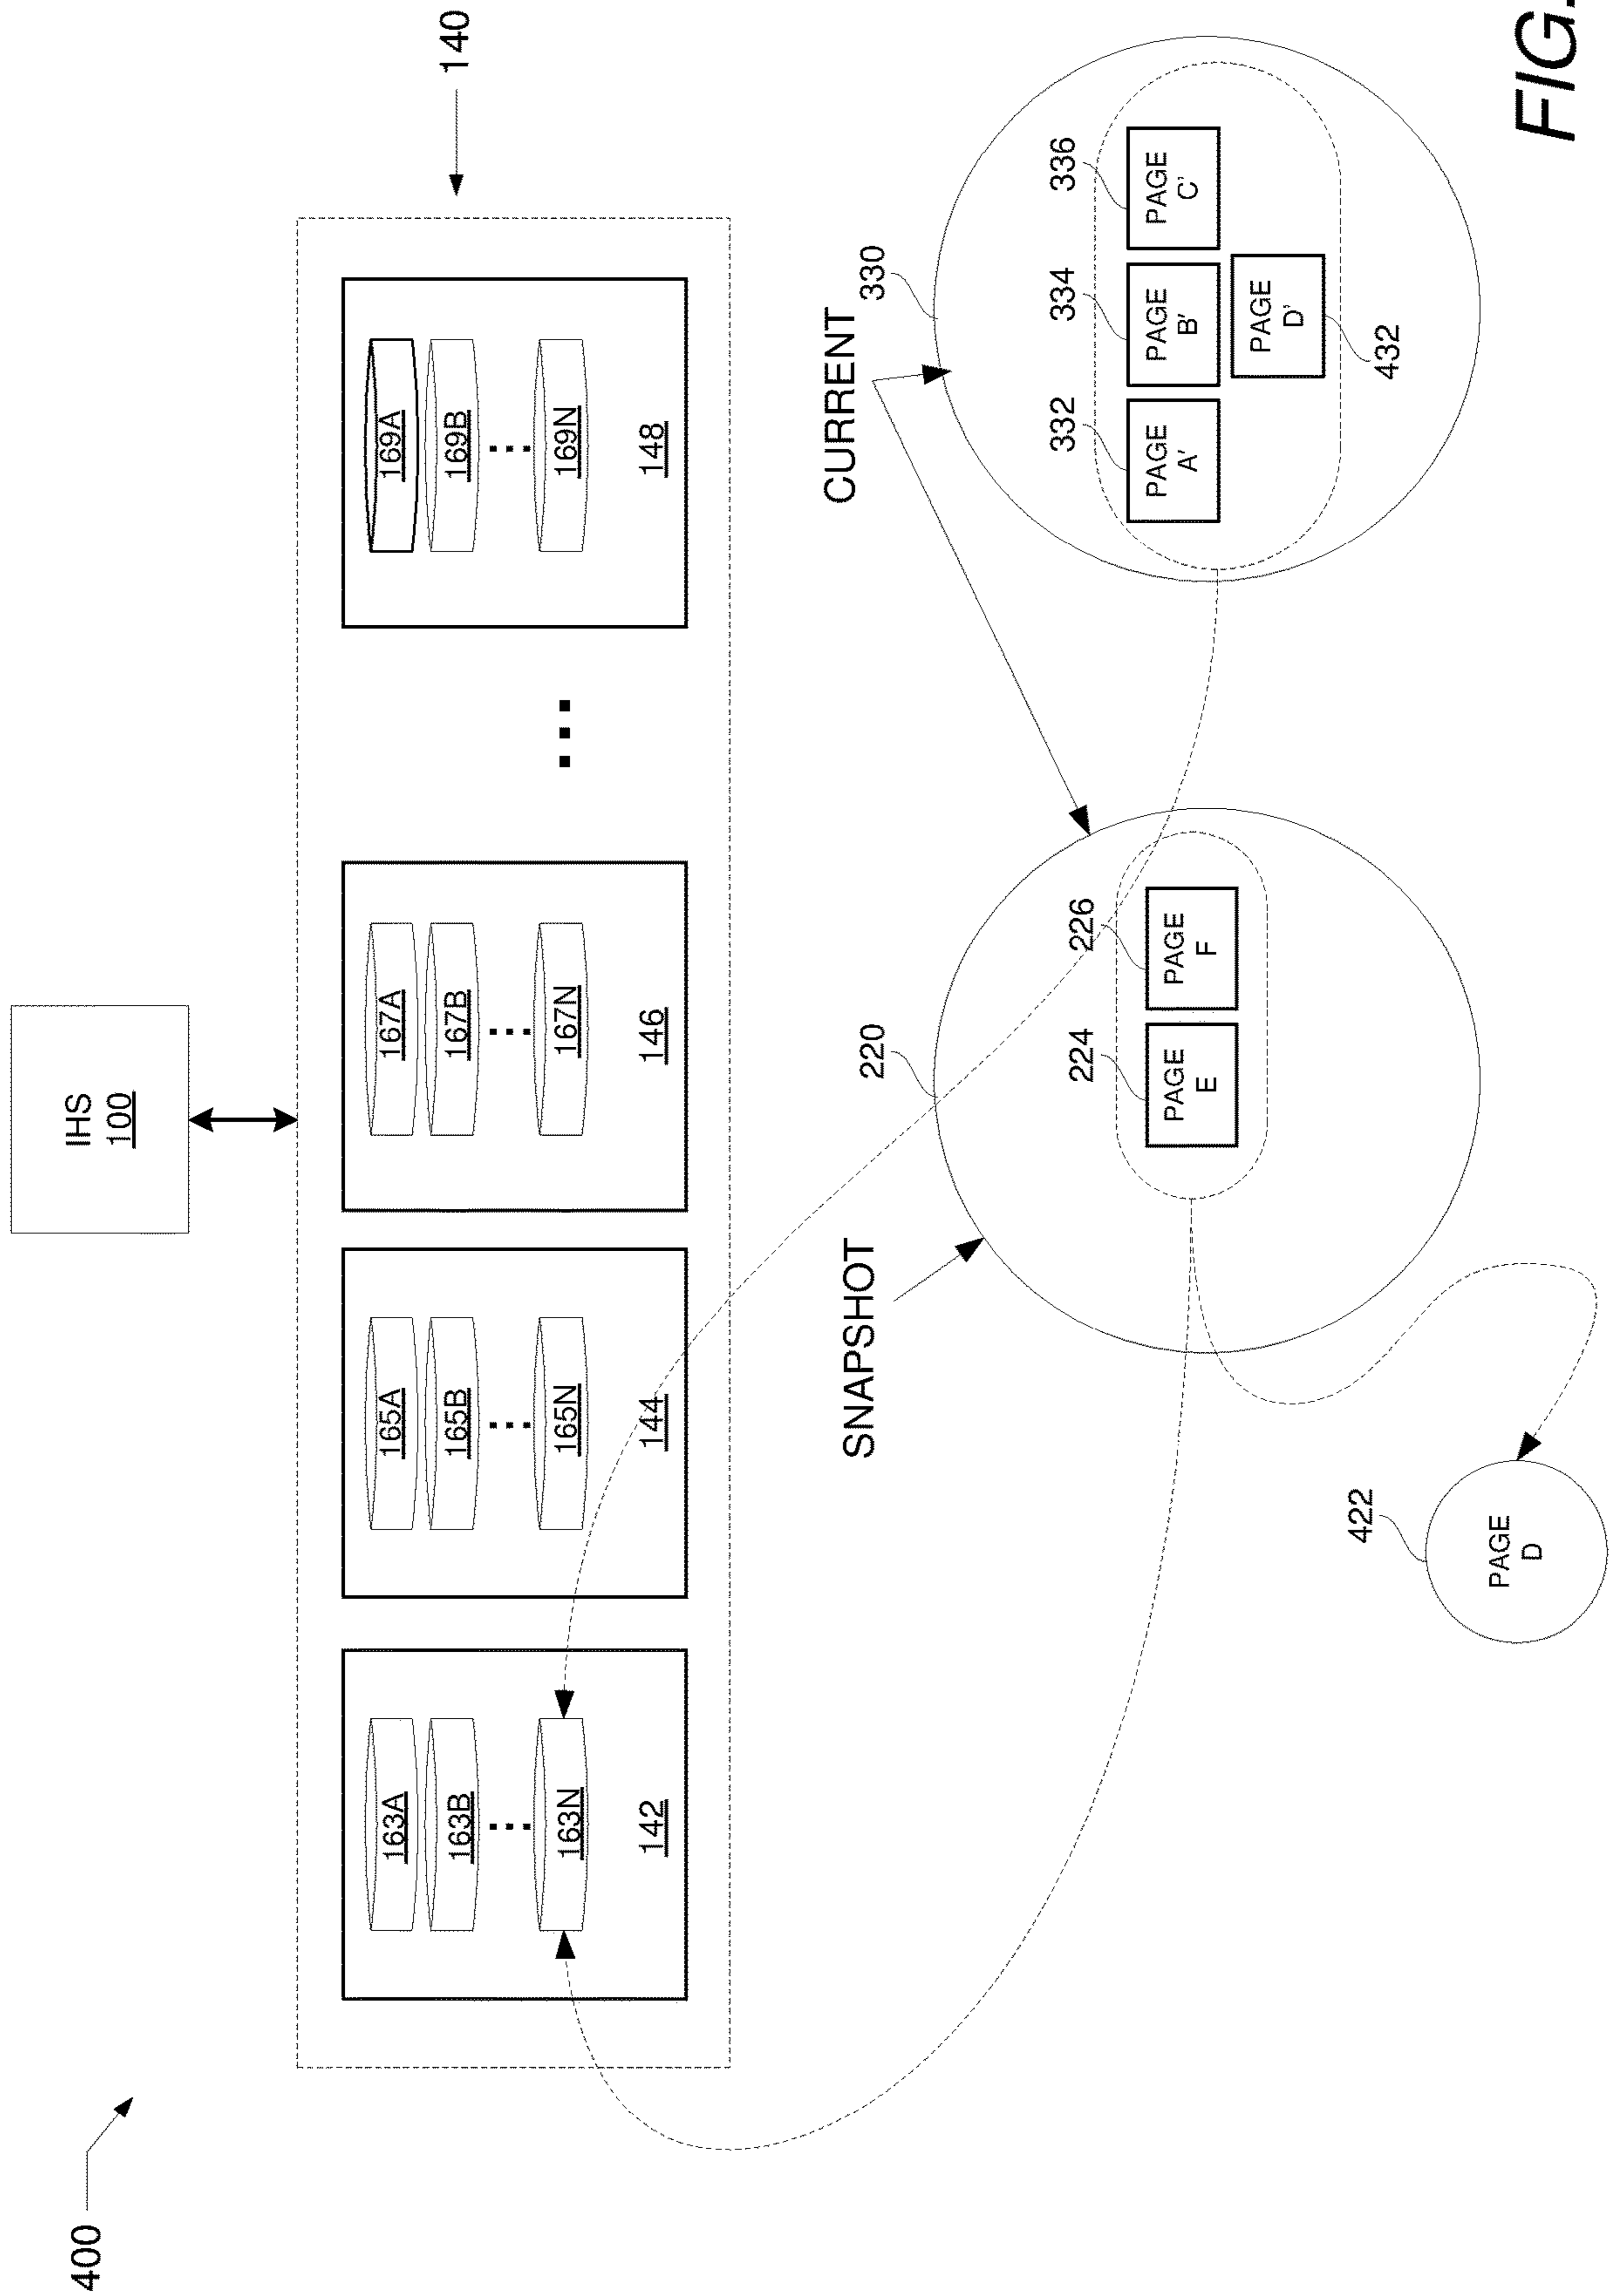 400
IHS
100
140
163A
163B
163N
142
165A
165B
165N
144
167A
167B
167N
146
169A
169B
169N
148
SNAPSHOT
220
224
PAGE
E
226
PAGE
F
422
PAGE
D
CURRENT
330
332
PAGE
A'
334
PAGE
B'
336
PAGE
C'
PAGE
D'
432
FIG.